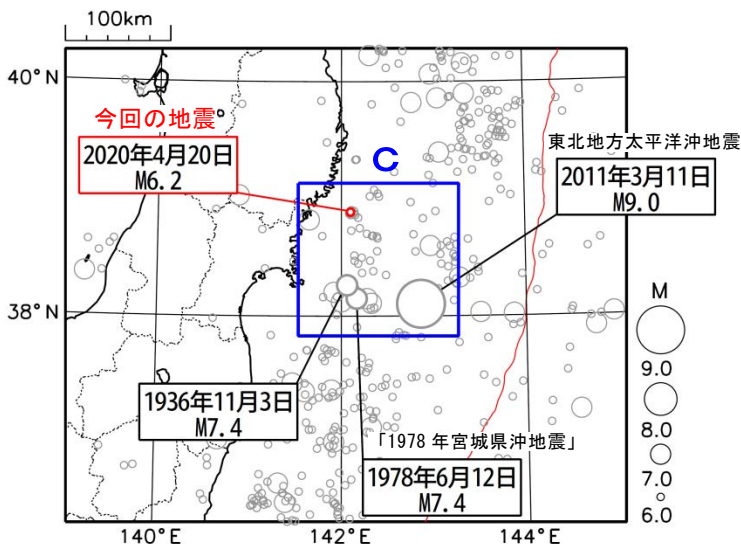 100km
40°N
今回の地震
2020年4月20日
M6.2
C
東北地方太平洋沖地震
2011年3月11日
M9.0
38°N
M
9.0
8.0
7.0
6.0
1936年11月3日
M7.4
「1978 年宮城県沖地震」
1978年6月12日
M7.4
140°E
142°E
144°E